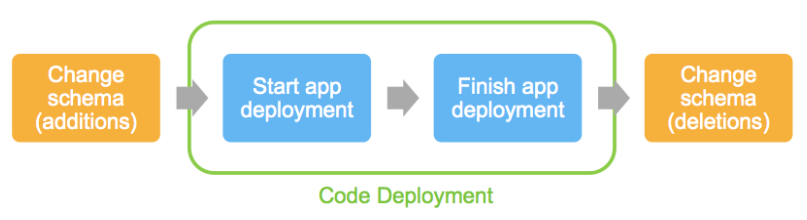 Change
schema
(additions)
Start app
deployment
Finish app
deployment
Change
schema
(deletions)
Code Deployment